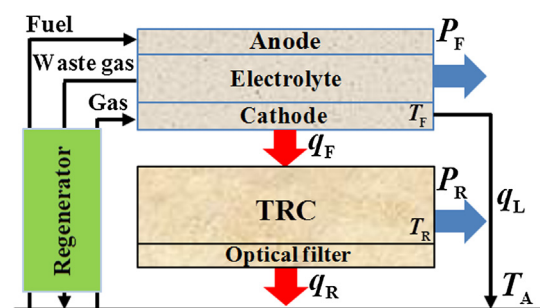 Fuel
Anode
P_F
Waste gas
Electrolyte
Gas
Cathode
T_F
q_F
Regenerator
TRC
P_R
T_R
q_L
Optical filter
q_R
T_A